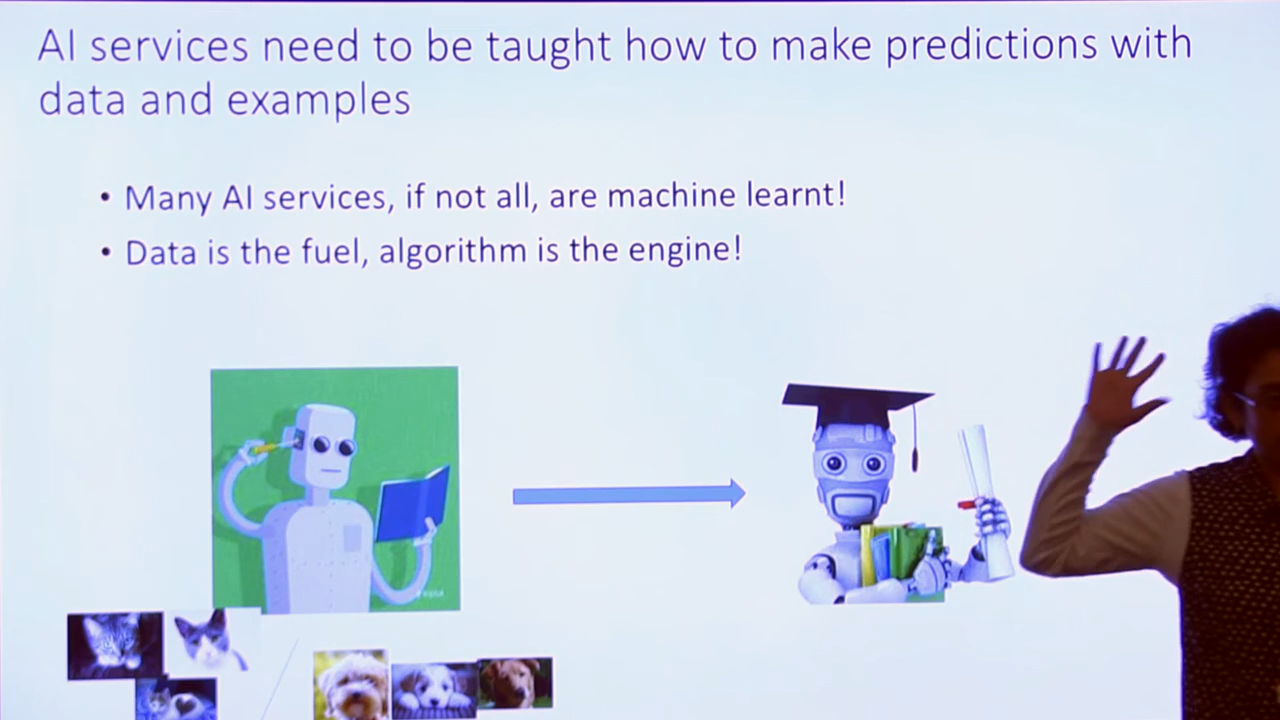 AI services need to be taught how to make predictions with
data and examples
• Many AI services, if not all, are machine learnt!
• Data is the fuel, algorithm is the engine!